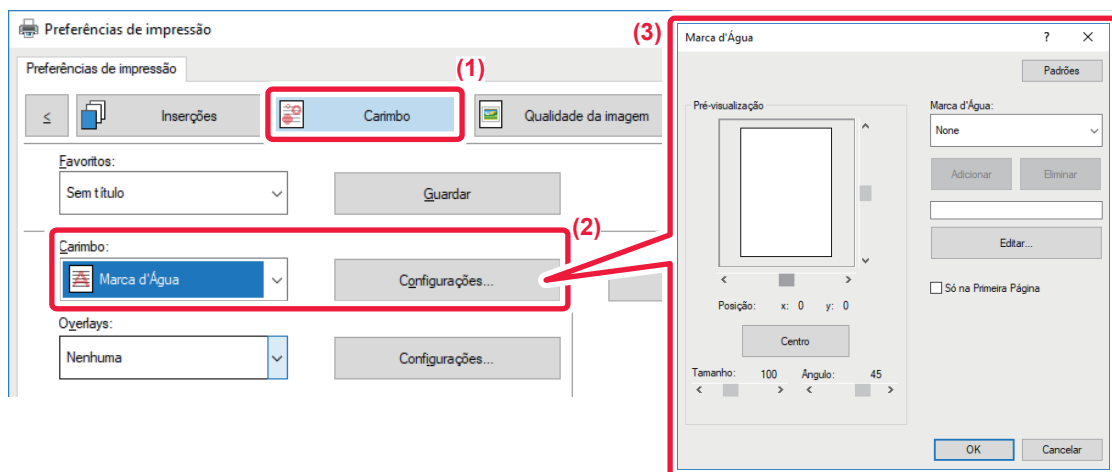 Preferências de impressão
Preferências de impressão
(1)
< Inserções Carimbo Qualidade da imagem
Favoritos:
Sem título Guardar
(2)
Carimbo:
Marca d'Água Configurações...
Overlays:
Nenhuma Configurações...
(3)
Marca d'Água ? ×
Padrões
Pré-visualização Marca d'Água:
None
Adicionar Eliminar
Editar...
Só na Primeira Página
Posição: x: 0 y: 0
Centro
Tamanho: 100 Ângulo: 45
OK Cancelar